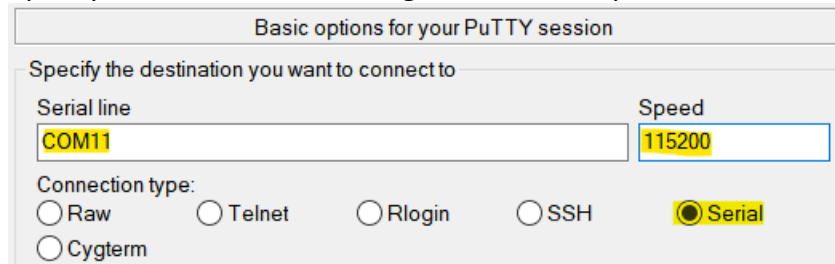 Basic options for your PuTTY session
Specify the destination you want to connect to
Serial line Speed
COM11 115200
Connection type:
Raw Telnet Rlogin SSH Serial
Cygterm